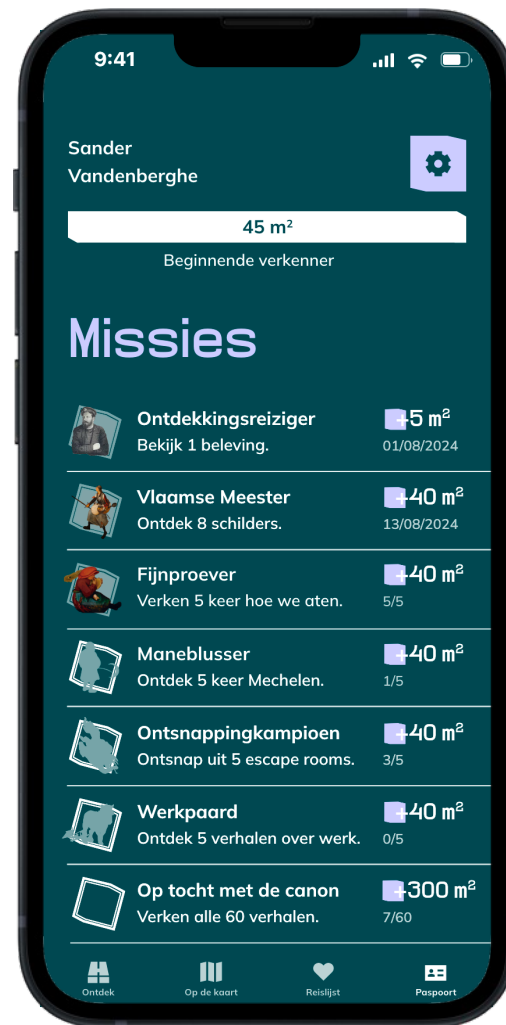 9:41
Sander
Vandenberghe
45 m²
Beginnende verkenner
Missies
Ontdekkingsreiziger
+5 m²
Bekijk 1 beleving.
01/08/2024
Vlaamse Meester
+40 m²
Ontdek 8 schilders.
13/08/2024
Fijnproever
+40 m²
Verken 5 keer hoe we aten.
5/5
Maneblusser
+40 m²
Ontdek 5 keer Mechelen.
1/5
Ontsnappingkampioen
+40 m²
Ontsnap uit 5 escape rooms.
3/5
Werkpaard
+40 m²
Ontdek 5 verhalen over werk.
0/5
Op tocht met de canon
+300 m²
Verken alle 60 verhalen.
7/60
Ontdek
Op de kaart
Reislijst
Paspoort